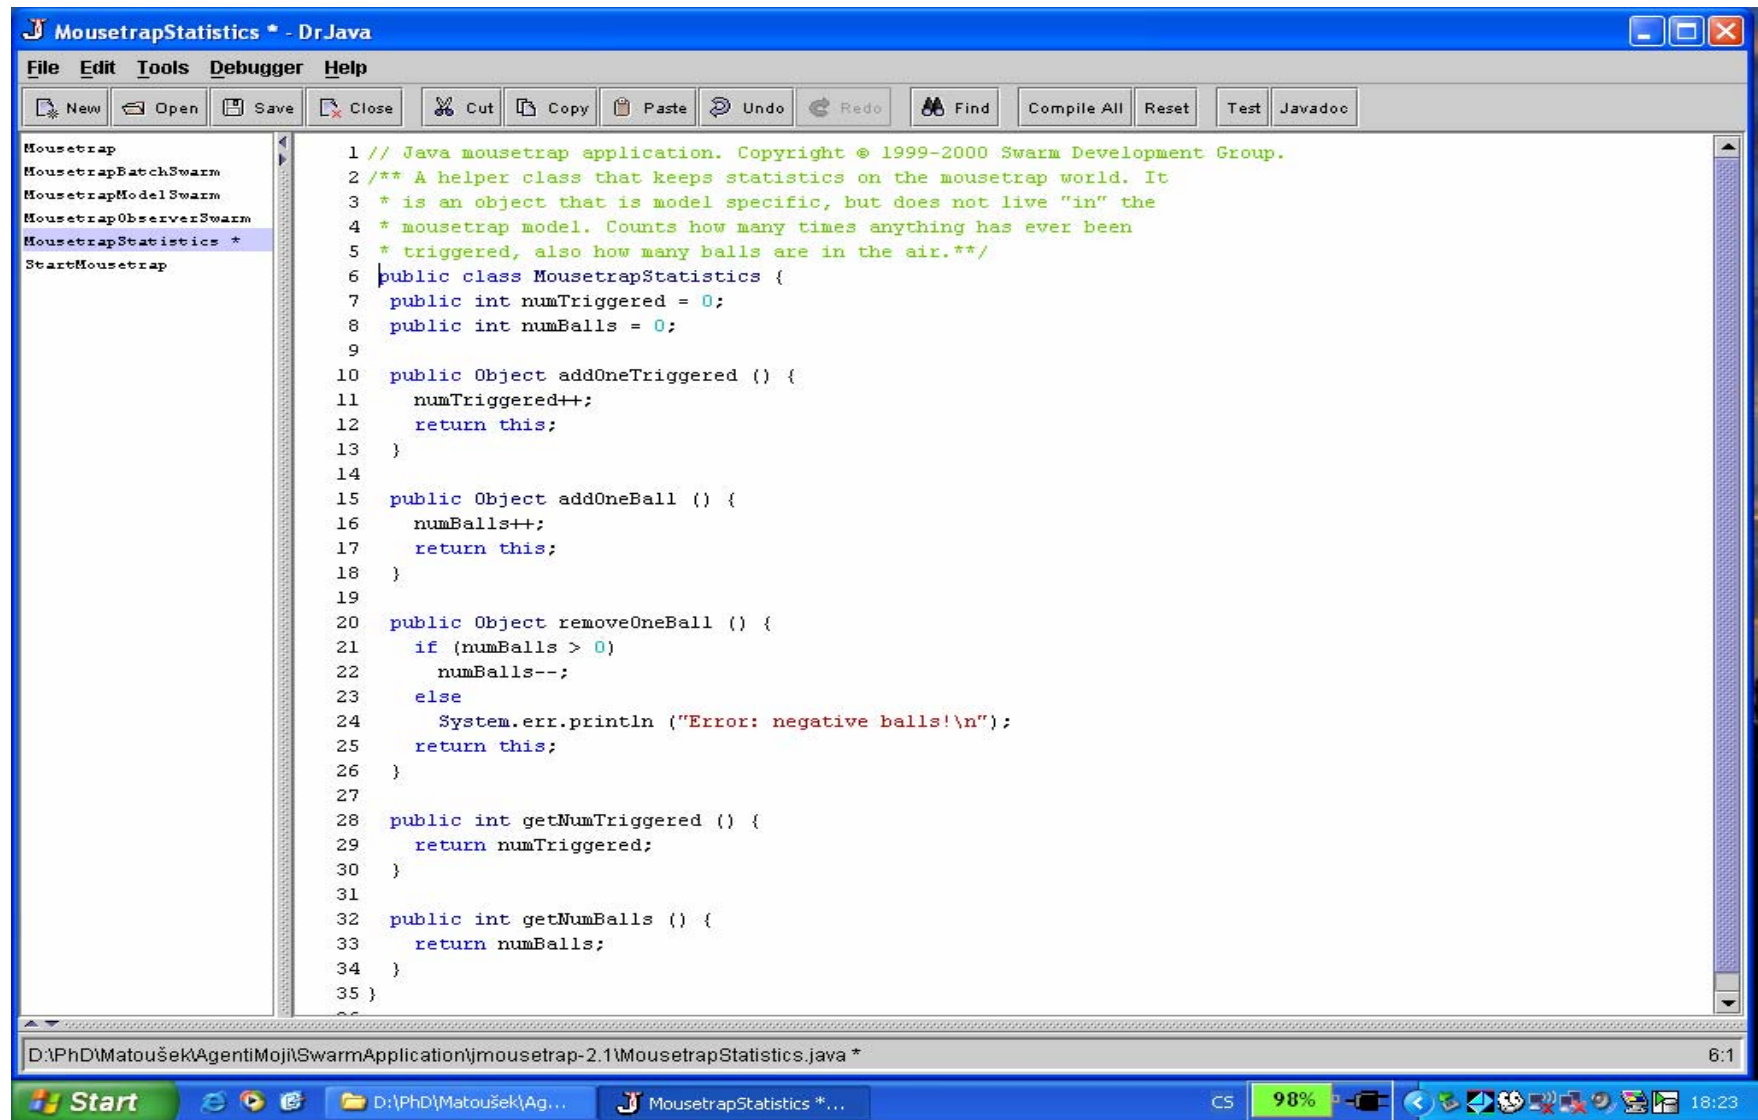 MousetrapStatistics * - DrJava
File Edit Tools Debugger Help
New Open Save Close Cut Copy Paste Undo Redo Find Compile All Reset Test Javadoc
Mousetrap
MousetrapBatchSwarm
MousetrapModelSwarm
MousetrapObserverSwarm
MousetrapStatistics *
StartMousetrap
1 // Java mousetrap application. Copyright © 1999-2000 Swarm Development Group.
2 /** A helper class that keeps statistics on the mousetrap world. It
3 * is an object that is model specific, but does not live "in" the
4 * mousetrap model. Counts how many times anything has ever been
5 * triggered, also how many balls are in the air.**/
6 public class MousetrapStatistics {
7 public int numTriggered = 0;
8 public int numBalls = 0;
9
10 public Object addOneTriggered () {
11 numTriggered++;
12 return this;
13 }
14
15 public Object addOneBall () {
16 numBalls++;
17 return this;
18 }
19
20 public Object removeOneBall () {
21 if (numBalls > 0)
22 numBalls--;
23 else
24 System.err.println ("Error: negative balls!\n");
25 return this;
26 }
27
28 public int getNumTriggered () {
29 return numTriggered;
30 }
31
32 public int getNumBalls () {
33 return numBalls;
34 }
35 }
D:\PhD\Matoušek\AgentiMoji\SwarmApplication\jmousetrap-2.1\MousetrapStatistics.java * 6:1
Start D:\PhD\Matoušek\Ag... MousetrapStatistics *... CS 98% 18:23